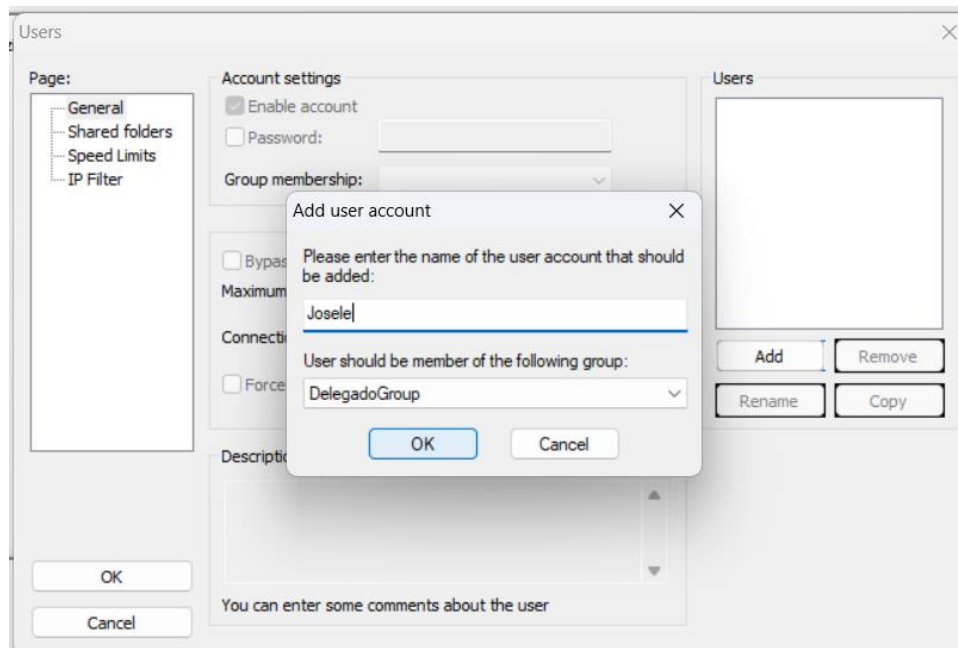 Users
Page:
General
Shared folders
Speed Limits
IP Filter
OK
Cancel
Account settings
Enable account
Password:
Group membership:
Bypas
Maximum
Connecti
Force
Descriptio
You can enter some comments about the user
Add user account
Please enter the name of the user account that should
be added:
Josele
User should be member of the following group:
DelegadoGroup
OK Cancel
Users
Add Remove
Rename Copy